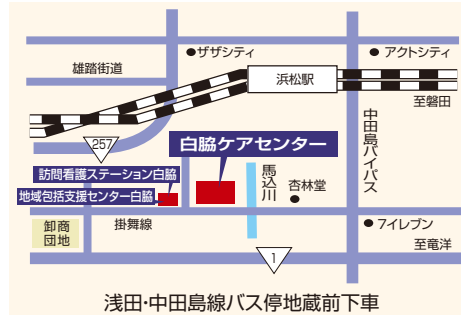 ザザシティ
アクトシティ
雄踏街道
浜松駅
至磐田
257
白脇ケアセンター
中田島バイパス
訪問看護ステーション白脇
馬込川
地域包括支援センター白脇
杏林堂
掛舞線
7イレブン
卸商
団地
至竜洋
1
浅田・中田島線バス停地蔵前下車